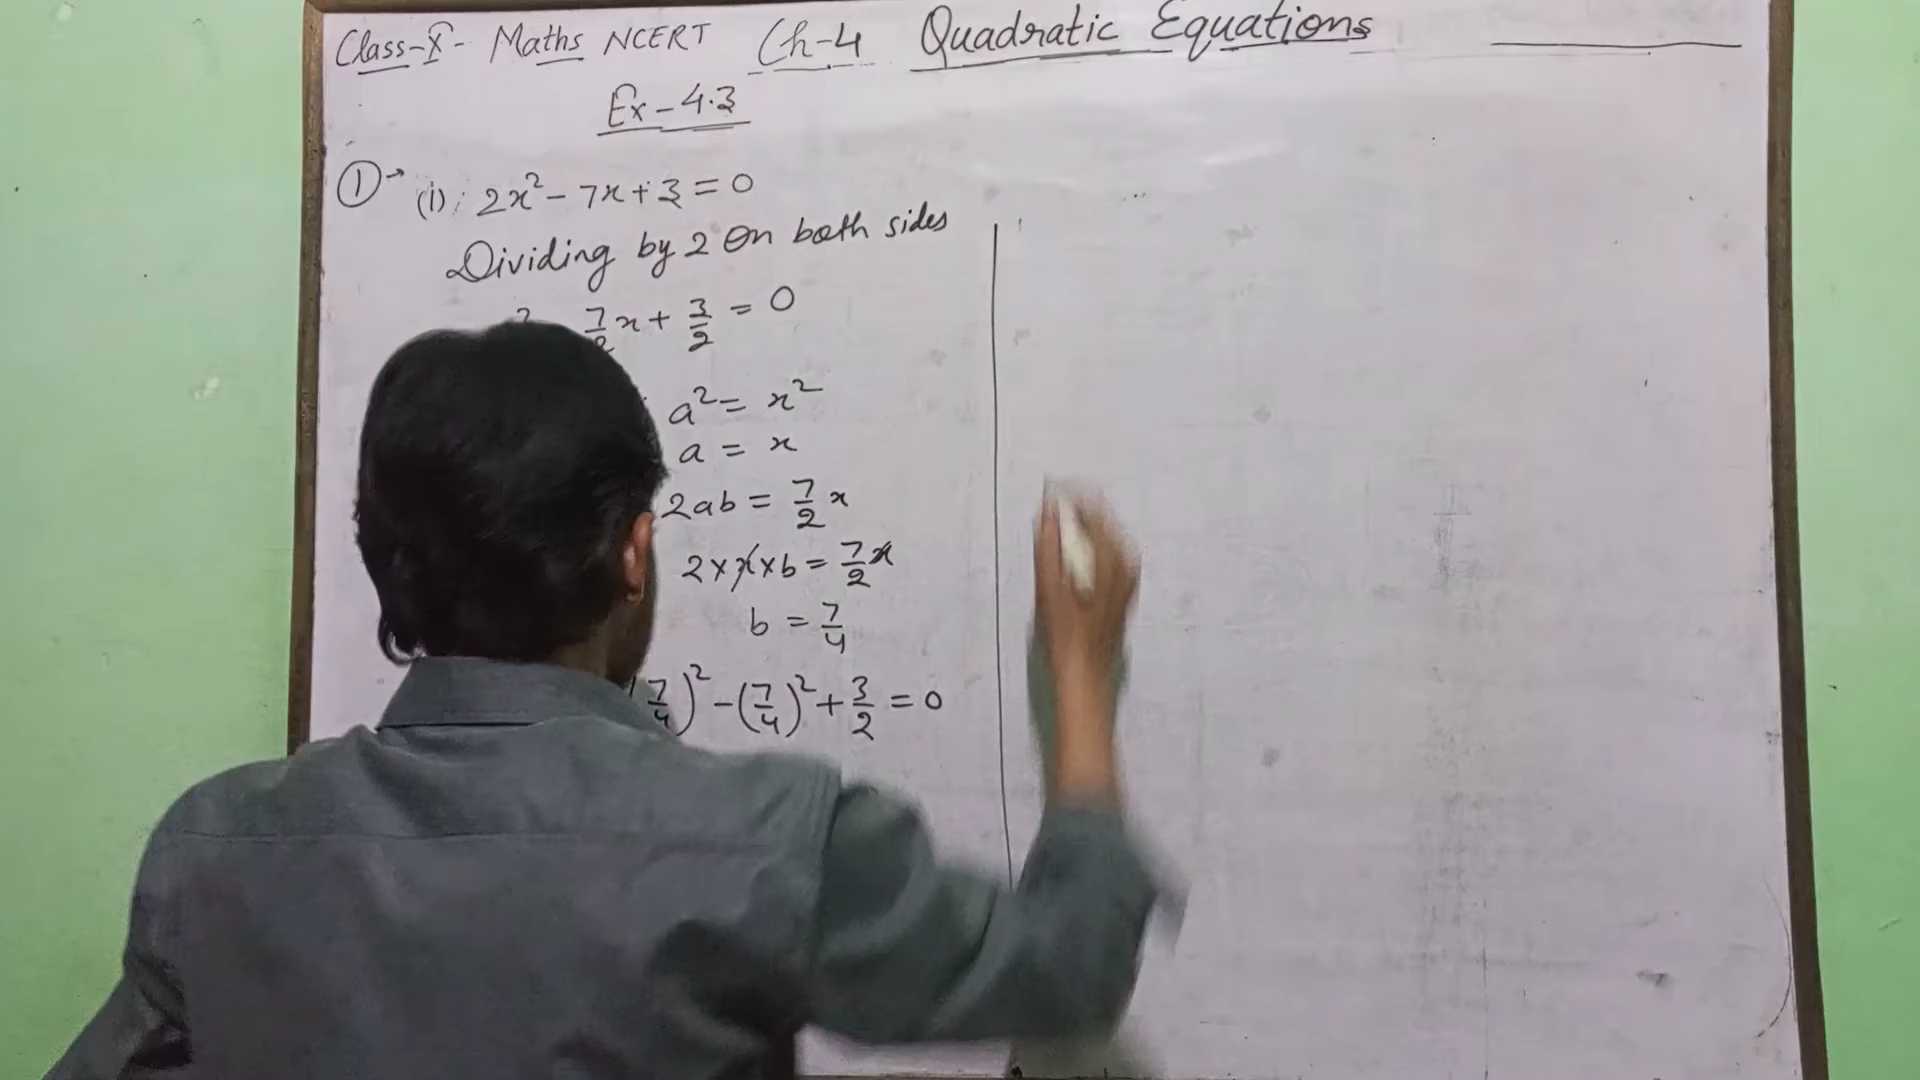 Class-X- Maths NCERT Ch-4 Quadratic Equations
Ex-4.3
① → (i) 2x² - 7x + 3 = 0
Dividing by 2 On both sides
7/2 x + 3/2 = 0
a² = x²
a = x
2ab = 7/2 x
2 × x × b = 7/2 x
b = 7/4
7/4)² - (7/4)² + 3/2 = 0